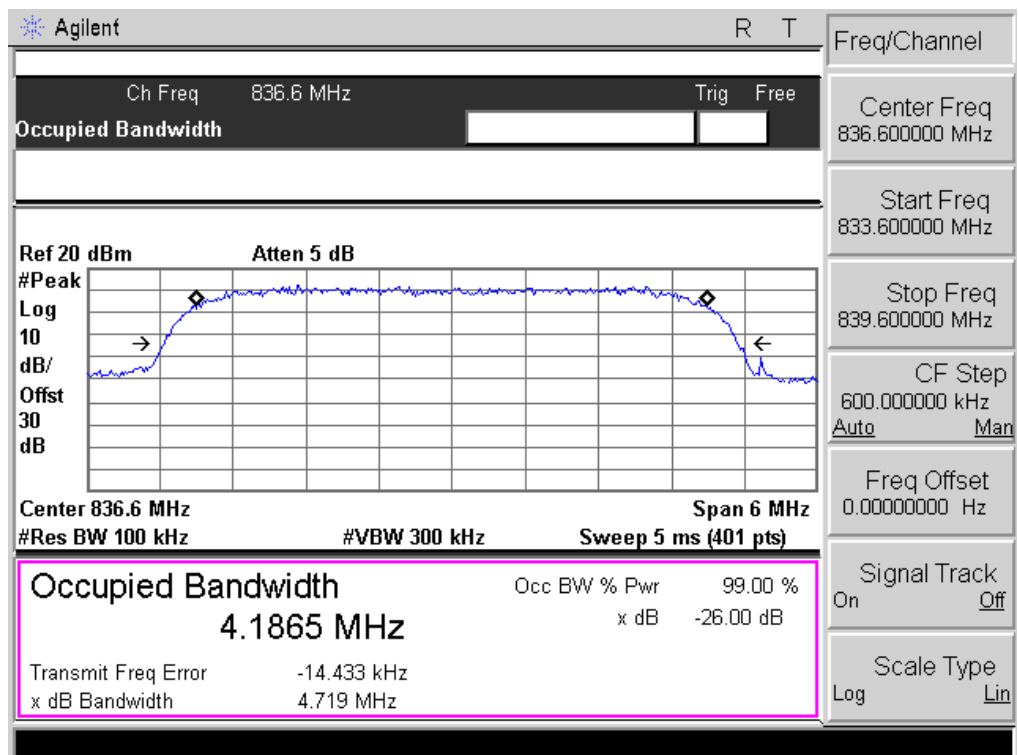 Agilent R T
Ch Freq 836.6 MHz Trig Free
Occupied Bandwidth
Ref 20 dBm Atten 5 dB
#Peak
Log
10
dB/
Offst
30
dB
Center 836.6 MHz Span 6 MHz
#Res BW 100 kHz #VBW 300 kHz Sweep 5 ms (401 pts)
Occupied Bandwidth Occ BW % Pwr 99.00 %
4.1865 MHz x dB -26.00 dB
Transmit Freq Error -14.433 kHz
x dB Bandwidth 4.719 MHz
Freq/Channel
Center Freq
836.600000 MHz
Start Freq
833.600000 MHz
Stop Freq
839.600000 MHz
CF Step
600.000000 kHz
Auto Man
Freq Offset
0.00000000 Hz
Signal Track
On Off
Scale Type
Log Lin